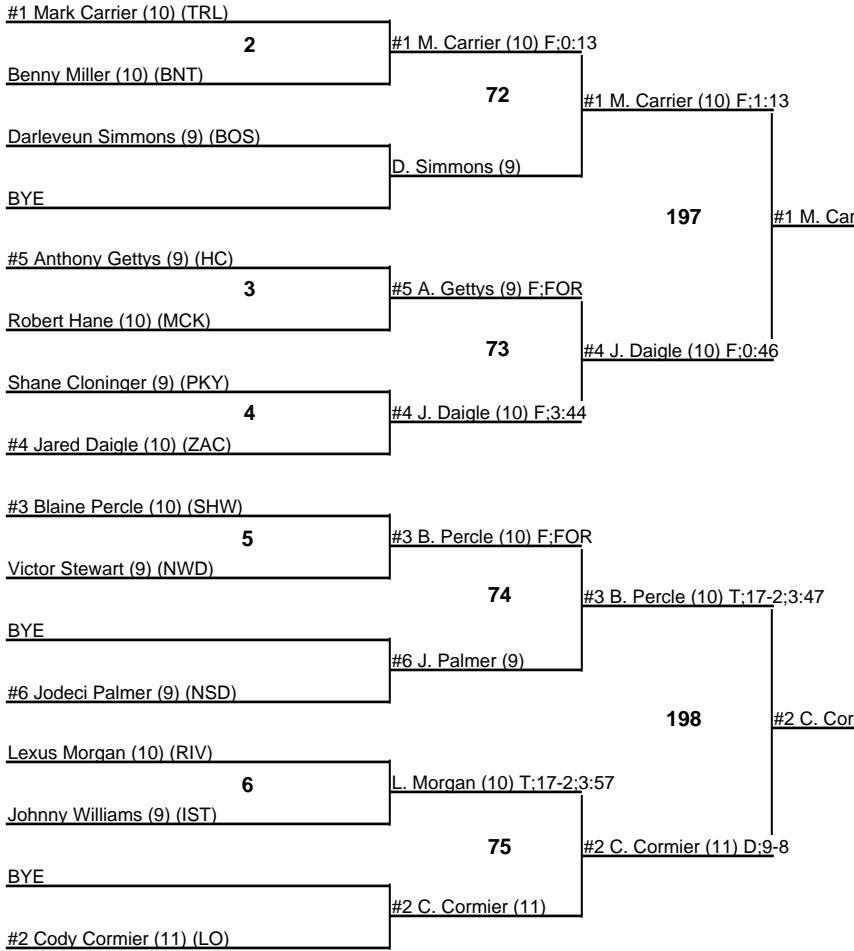 #1 Mark Carrier (10) (TRL)
2
#1 M. Carrier (10) F;0:13
Benny Miller (10) (BNT)
72
#1 M. Carrier (10) F;1:13
Darleveun Simmons (9) (BOS)
D. Simmons (9)
BYE
197
#1 M. Car
#5 Anthony Gettys (9) (HC)
3
#5 A. Gettys (9) F;FOR
Robert Hane (10) (MCK)
73
#4 J. Daigle (10) F;0:46
Shane Cloninger (9) (PKY)
4
#4 J. Daigle (10) F;3:44
#4 Jared Daigle (10) (ZAC)
#3 Blaine Percle (10) (SHW)
5
#3 B. Percle (10) F;FOR
Victor Stewart (9) (NWD)
74
#3 B. Percle (10) T;17-2;3:47
BYE
#6 J. Palmer (9)
#6 Jodeci Palmer (9) (NSD)
198
#2 C. Cor
Lexus Morgan (10) (RIV)
6
L. Morgan (10) T;17-2;3:57
Johnny Williams (9) (IST)
75
#2 C. Cormier (11) D;9-8
BYE
#2 C. Cormier (11)
#2 Cody Cormier (11) (LO)